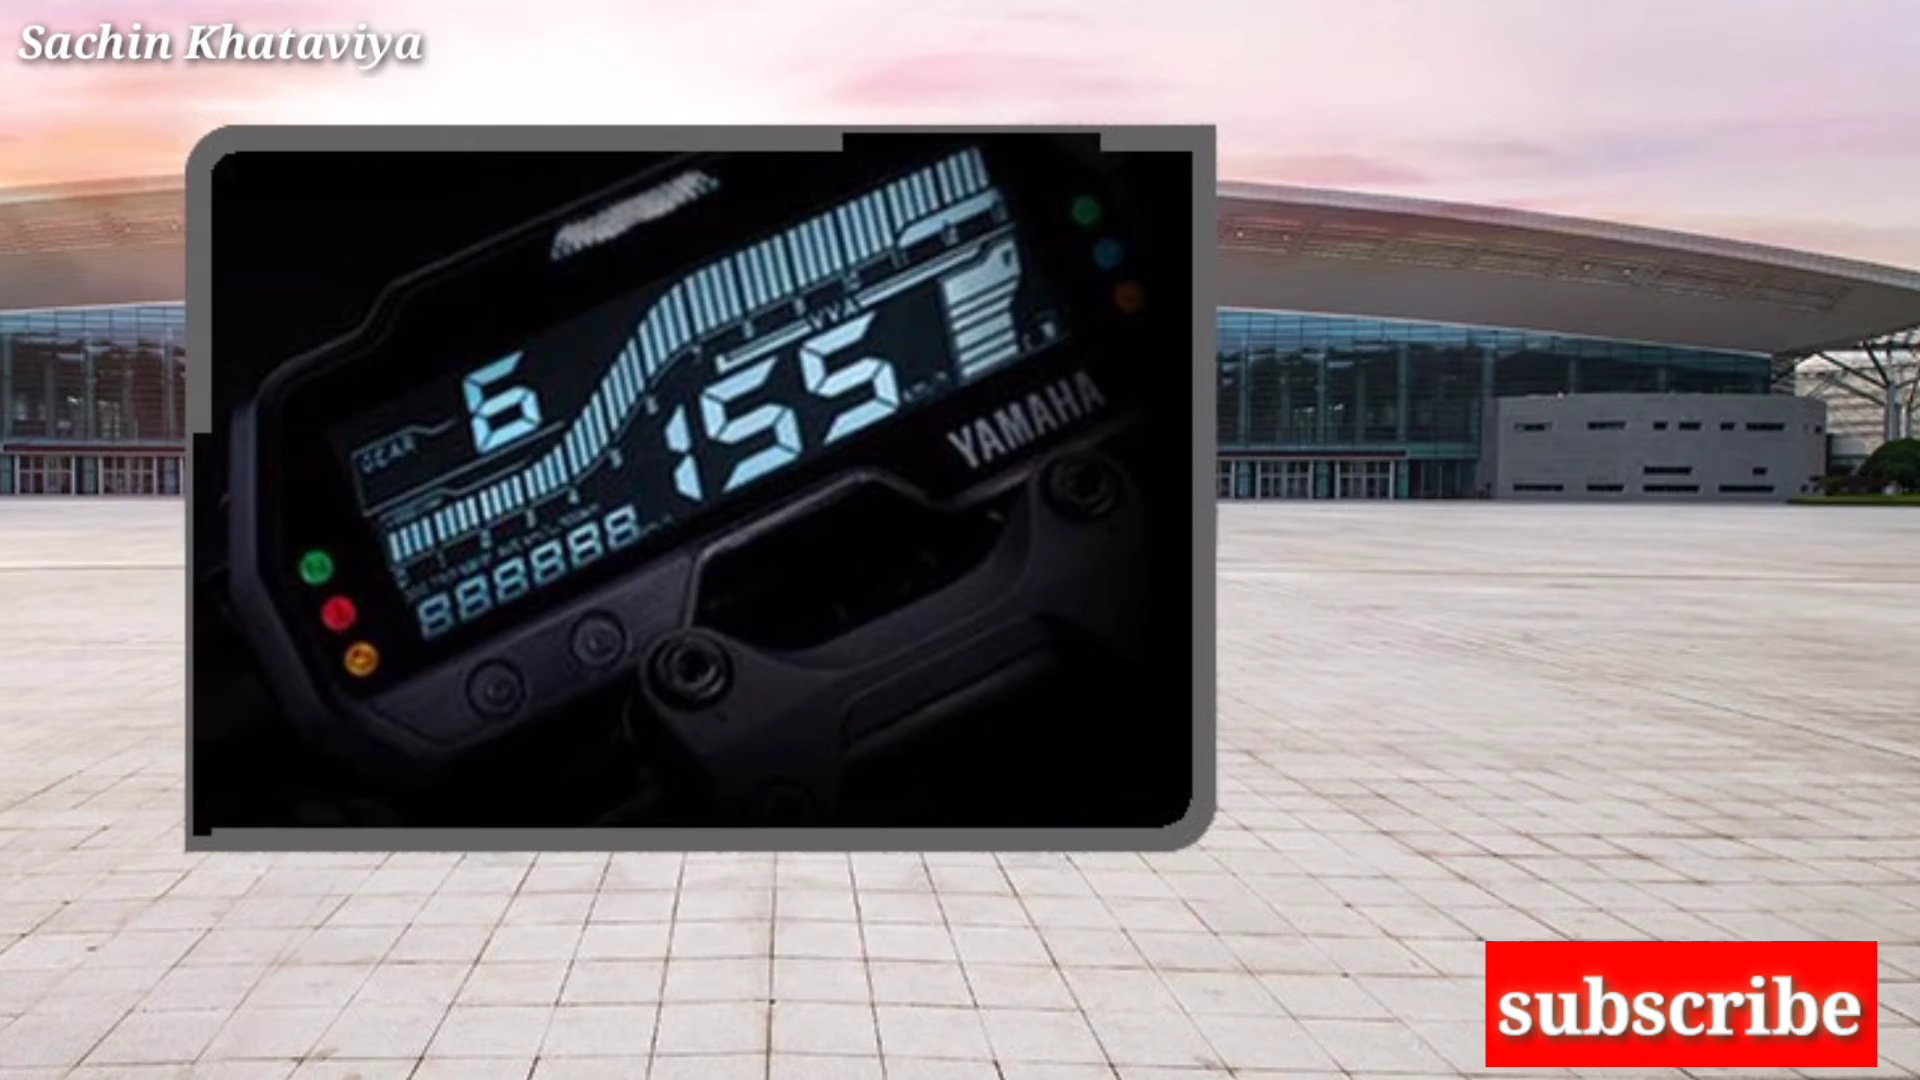 Sachin Khataviya
VVA
GEAR 6
155
YAMAHA
888888
subscribe